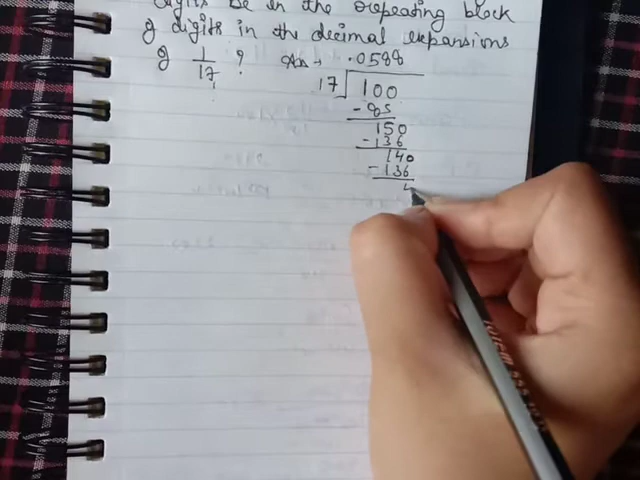 digits be in the repeating block
of digits in the decimal expansions
of 1/17 ? Ans → .0588
17 100
- 85
150
- 136
140
- 136
4